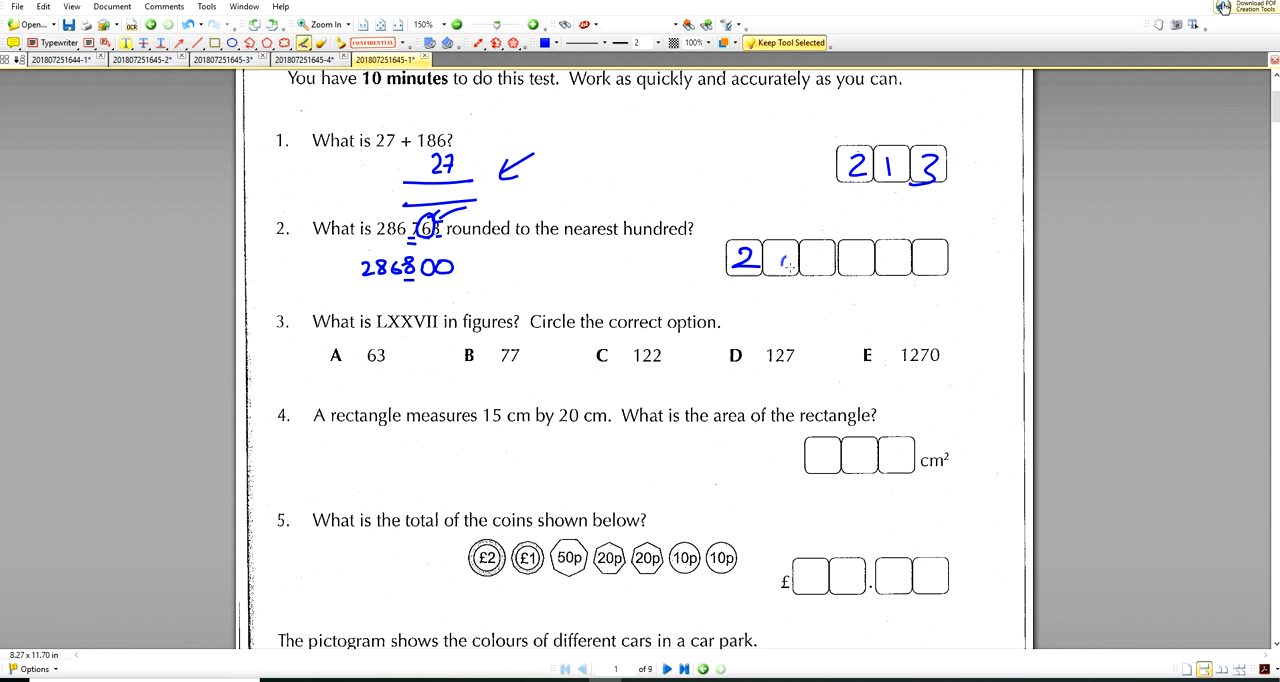 File Edit View Document Comments Tools Window Help
Download PDF
Creation Tools
Open... OCR Zoom In 150%
Typewriter CONFIDENTIAL 2 100% Keep Tool Selected
201807251644-1* 201807251645-2* 201807251645-3* 201807251645-4* 201807251645-1*
You have 10 minutes to do this test. Work as quickly and accurately as you can.
1. What is 27 + 186?
27
2 1 3
2. What is 286 763 rounded to the nearest hundred?
286800
2
3. What is LXXVII in figures? Circle the correct option.
A 63 B 77 C 122 D 127 E 1270
4. A rectangle measures 15 cm by 20 cm. What is the area of the rectangle?
cm²
5. What is the total of the coins shown below?
£2 £1 50p 20p 20p 10p 10p
£ .
The pictogram shows the colours of different cars in a car park.
8.27 x 11.70 in
Options 1 of 9